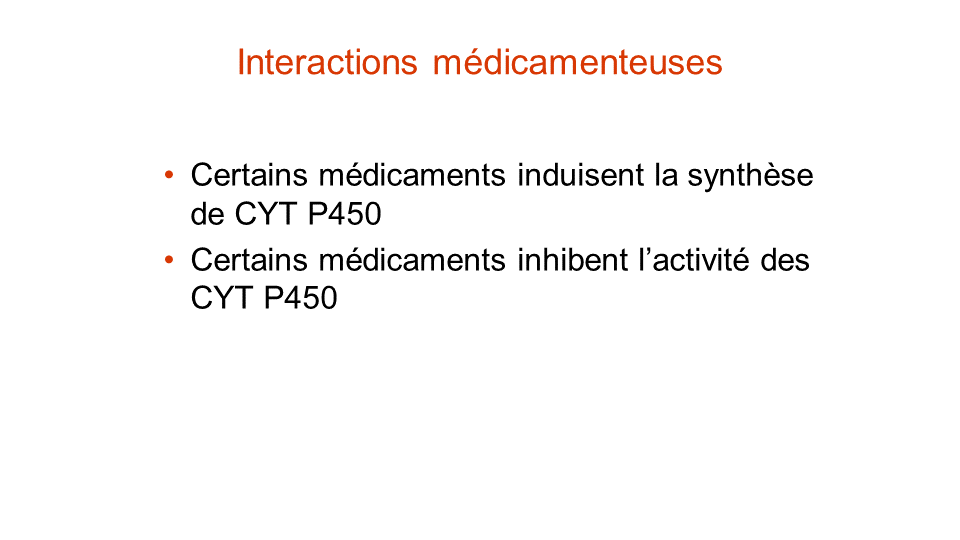 Interactions médicamenteuses
• Certains médicaments induisent la synthèse
de CYT P450
• Certains médicaments inhibent l’activité des
CYT P450